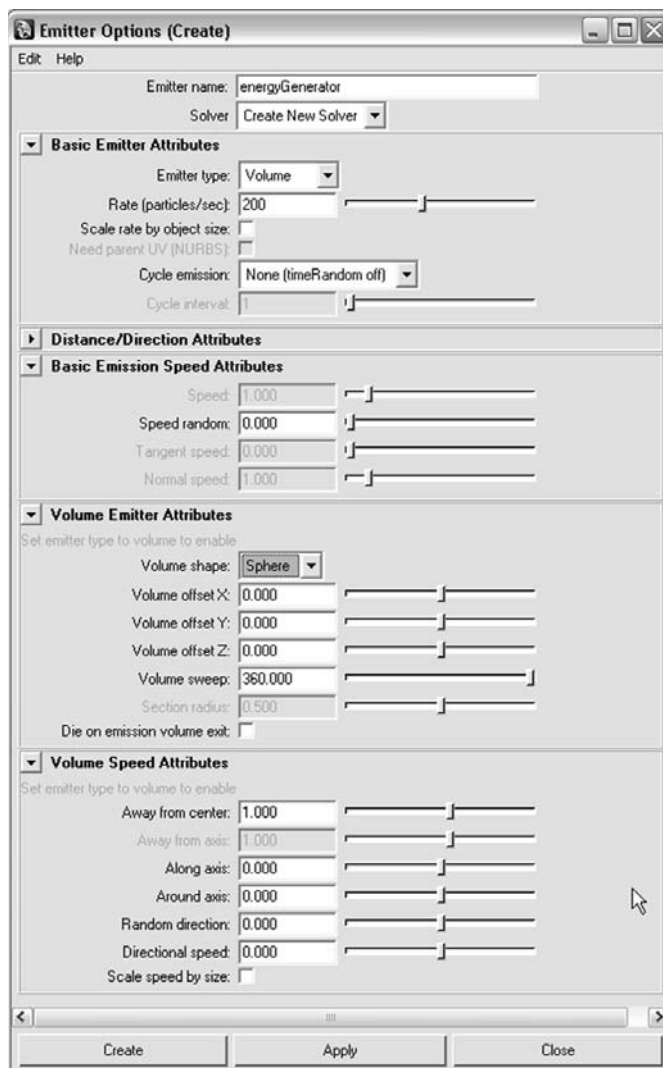 Emitter Options (Create)
Edit Help
Emitter name: energyGenerator
Solver Create New Solver
Basic Emitter Attributes
Emitter type: Volume
Rate (particles/sec): 200
Scale rate by object size:
Need parent UV (NURBS):
Cycle emission: None (timeRandom off)
Cycle interval: 1
Distance/Direction Attributes
Basic Emission Speed Attributes
Speed: 1.000
Speed random: 0.000
Tangent speed: 0.000
Normal speed: 1.000
Volume Emitter Attributes
Set emitter type to volume to enable
Volume shape: Sphere
Volume offset X: 0.000
Volume offset Y: 0.000
Volume offset Z: 0.000
Volume sweep: 360.000
Section radius: 0.500
Die on emission volume exit:
Volume Speed Attributes
Set emitter type to volume to enable
Away from center: 1.000
Away from axis: 1.000
Along axis: 0.000
Around axis: 0.000
Random direction: 0.000
Directional speed: 0.000
Scale speed by size:
Create Apply Close